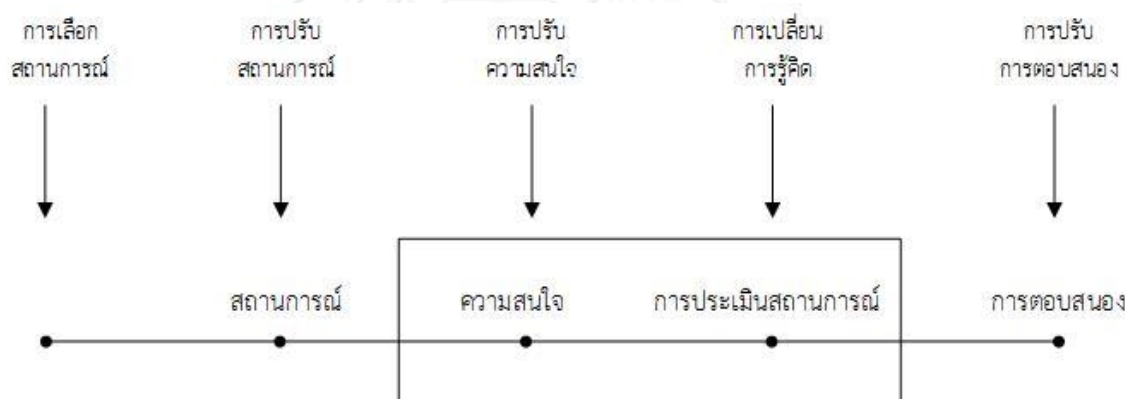 การเลือก
สถานการณ์
การปรับ
สถานการณ์
การปรับ
ความสนใจ
การเปลี่ยน
การรู้คิด
การปรับ
การตอบสนอง
สถานการณ์
ความสนใจ
การประเมินสถานการณ์
การตอบสนอง